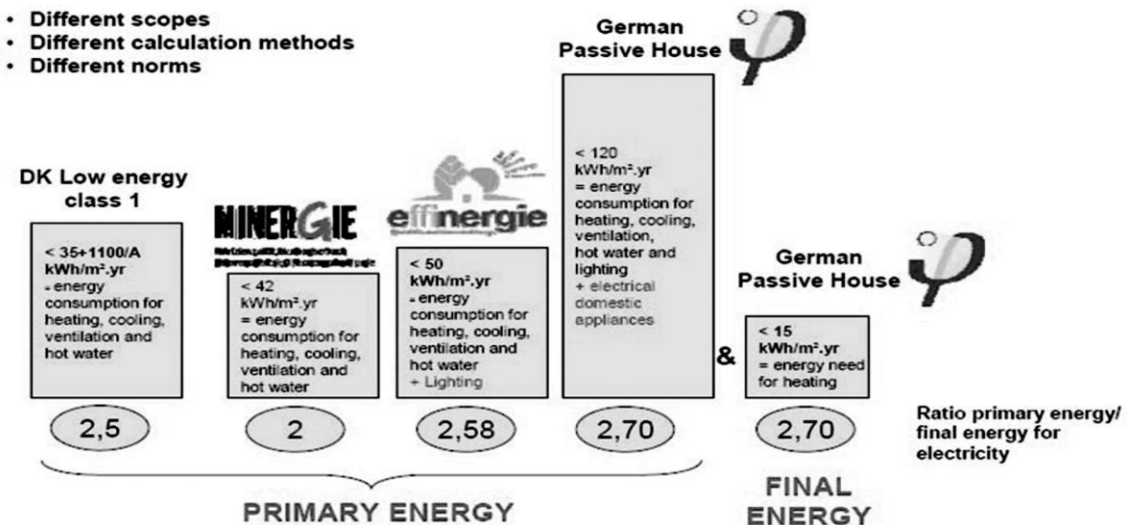 • Different scopes
• Different calculation methods
• Different norms
German
Passive House
DK Low energy
class 1
< 35+1100/A
kWh/m².yr
= energy
consumption for
heating, cooling,
ventilation and
hot water
MINERGIE
< 42
kWh/m².yr
= energy
consumption for
heating, cooling,
ventilation and
hot water
effinergie
< 50
kWh/m².yr
= energy
consumption for
heating, cooling,
ventilation and
hot water
+ Lighting
< 120
kWh/m².yr
= energy
consumption for
heating, cooling,
ventilation,
hot water and
lighting
+ electrical
domestic
appliances
&
German
Passive House
< 15
kWh/m².yr
= energy need
for heating
2,5
2
2,58
2,70
2,70
Ratio primary energy/
final energy for
electricity
PRIMARY ENERGY
FINAL
ENERGY